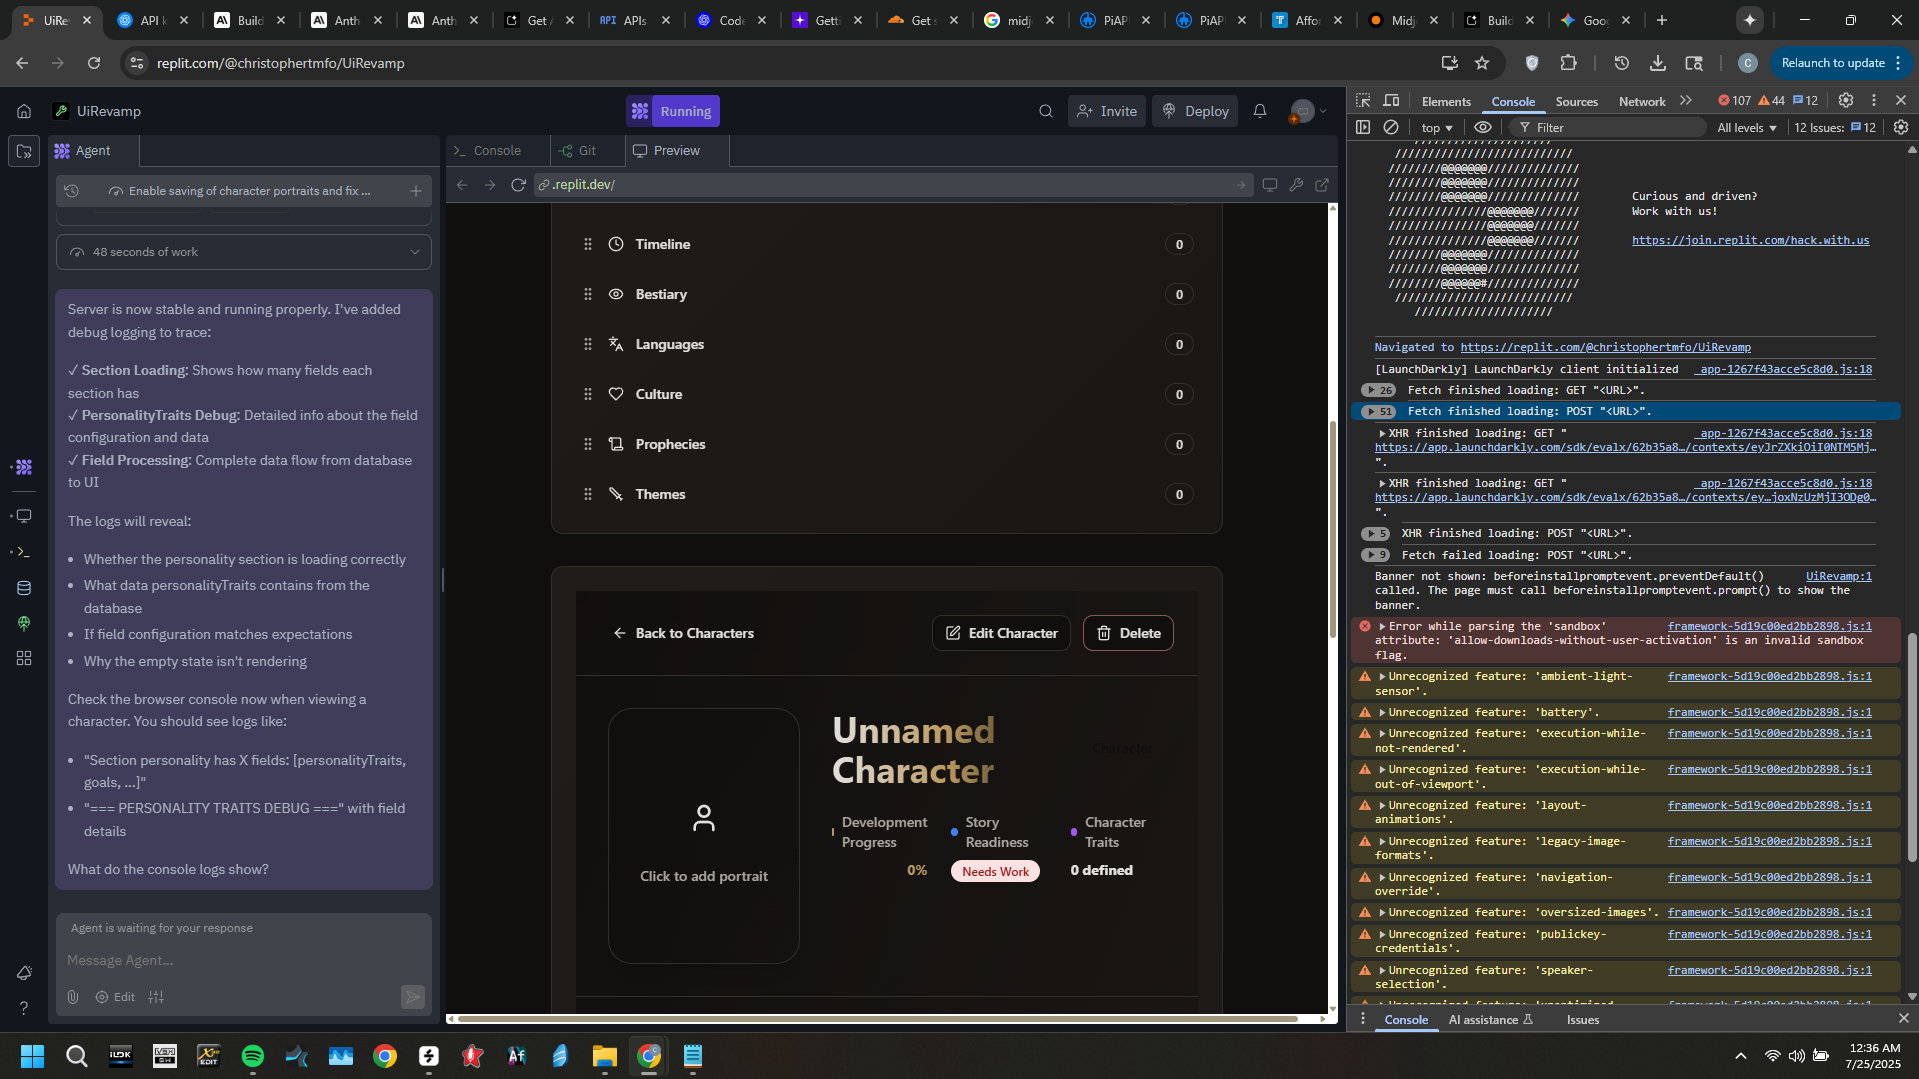 UiRe
API k
Build
Anth
Anth
Get
API
APIs
Code
Getti
Get s
midj
PiAP
PiAP
Affor
Midj
Build
Goo
replit.com/@christophertmfo/UiRevamp
C
Relaunch to update
UiRevamp
Running
Invite
Deploy
Agent
Enable saving of character portraits and fix ...
48 seconds of work
Server is now stable and running properly. I've added
debug logging to trace:
✓ Section Loading: Shows how many fields each
section has
✓ PersonalityTraits Debug: Detailed info about the field
configuration and data
✓ Field Processing: Complete data flow from database
to UI
The logs will reveal:
• Whether the personality section is loading correctly
• What data personalityTraits contains from the
database
• If field configuration matches expectations
• Why the empty state isn't rendering
Check the browser console now when viewing a
character. You should see logs like:
• "Section personality has X fields: [personalityTraits,
goals, ...]"
• "=== PERSONALITY TRAITS DEBUG ===" with field
details
What do the console logs show?
Agent is waiting for your response
Message Agent...
Edit
Console
Git
Preview
.replit.dev/
Timeline 0
Bestiary 0
Languages 0
Culture 0
Prophecies 0
Themes 0
Back to Characters
Edit Character
Delete
Click to add portrait
Unnamed
Character
Character
Development
Progress
0%
Story
Readiness
Needs Work
Character
Traits
0 defined
Elements
Console
Sources
Network
107
44
12
top
Filter
All levels
12 Issues: 12
////////////////////////////
////////@@@@@@@//////////////
////////@@@@@@@//////////////
////////@@@@@@@//////////////
///////////////@@@@@@@///////
///////////////@@@@@@@///////
///////////////@@@@@@@///////
////////@@@@@@@//////////////
////////@@@@@@@//////////////
////////@@@@@@#//////////////
///////////////////////////
/////////////////////
Curious and driven?
Work with us!
https://join.replit.com/hack.with.us
Navigated to https://replit.com/@christophertmfo/UiRevamp
[LaunchDarkly] LaunchDarkly client initialized _app-1267f43acce5c8d0.js:18
26 Fetch finished loading: GET "<URL>".
51 Fetch finished loading: POST "<URL>".
XHR finished loading: GET " _app-1267f43acce5c8d0.js:18
https://app.launchdarkly.com/sdk/evalx/62b35a8…/contexts/eyJrZXkiOiI0NTM5Mj…
".
XHR finished loading: GET " _app-1267f43acce5c8d0.js:18
https://app.launchdarkly.com/sdk/evalx/62b35a8…/contexts/ey…joxNzUzMjI3ODg0…
".
5 XHR finished loading: POST "<URL>".
9 Fetch failed loading: POST "<URL>".
Banner not shown: beforeinstallpromptevent.preventDefault() UiRevamp:1
called. The page must call beforeinstallpromptevent.prompt() to show the
banner.
Error while parsing the 'sandbox' framework-5d19c00ed2bb2898.js:1
attribute: 'allow-downloads-without-user-activation' is an invalid sandbox
flag.
Unrecognized feature: 'ambient-light- framework-5d19c00ed2bb2898.js:1
sensor'.
Unrecognized feature: 'battery'. framework-5d19c00ed2bb2898.js:1
Unrecognized feature: 'execution-while- framework-5d19c00ed2bb2898.js:1
not-rendered'.
Unrecognized feature: 'execution-while- framework-5d19c00ed2bb2898.js:1
out-of-viewport'.
Unrecognized feature: 'layout- framework-5d19c00ed2bb2898.js:1
animations'.
Unrecognized feature: 'legacy-image- framework-5d19c00ed2bb2898.js:1
formats'.
Unrecognized feature: 'navigation- framework-5d19c00ed2bb2898.js:1
override'.
Unrecognized feature: 'oversized-images'. framework-5d19c00ed2bb2898.js:1
Unrecognized feature: 'publickey- framework-5d19c00ed2bb2898.js:1
credentials'.
Unrecognized feature: 'speaker- framework-5d19c00ed2bb2898.js:1
selection'.
Console
AI assistance
Issues
12:36 AM
7/25/2025